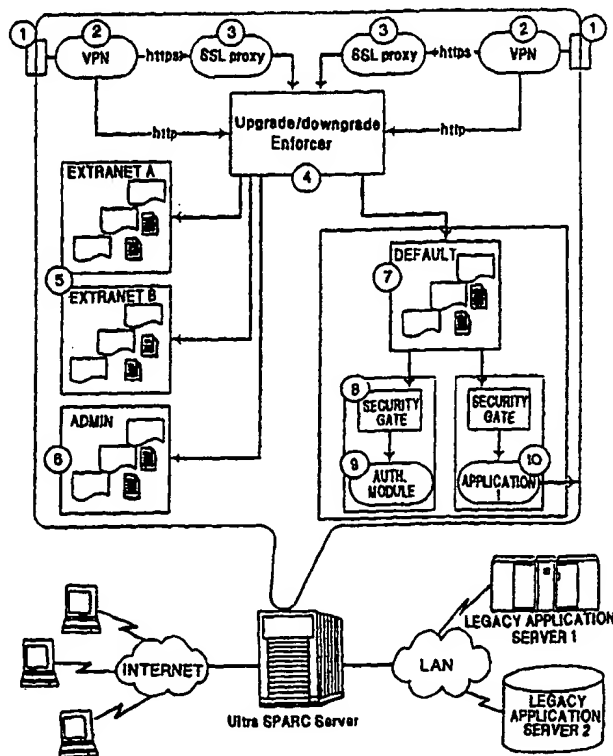 1
2
VPN
https
3
SSL proxy
3
SSL proxy
https
2
VPN
1
http
Upgrade/downgrade
Enforcer
http
4
EXTRANET A
5
EXTRANET B
ADMIN
6
DEFAULT
7
8
SECURITY
GATE
SECURITY
GATE
9
AUTH.
MODULE
10
APPLICATION
1
INTERNET
Ultra SPARC Server
LAN
LEGACY APPLICATION
SERVER 1
LEGACY
APPLICATION
SERVER 2